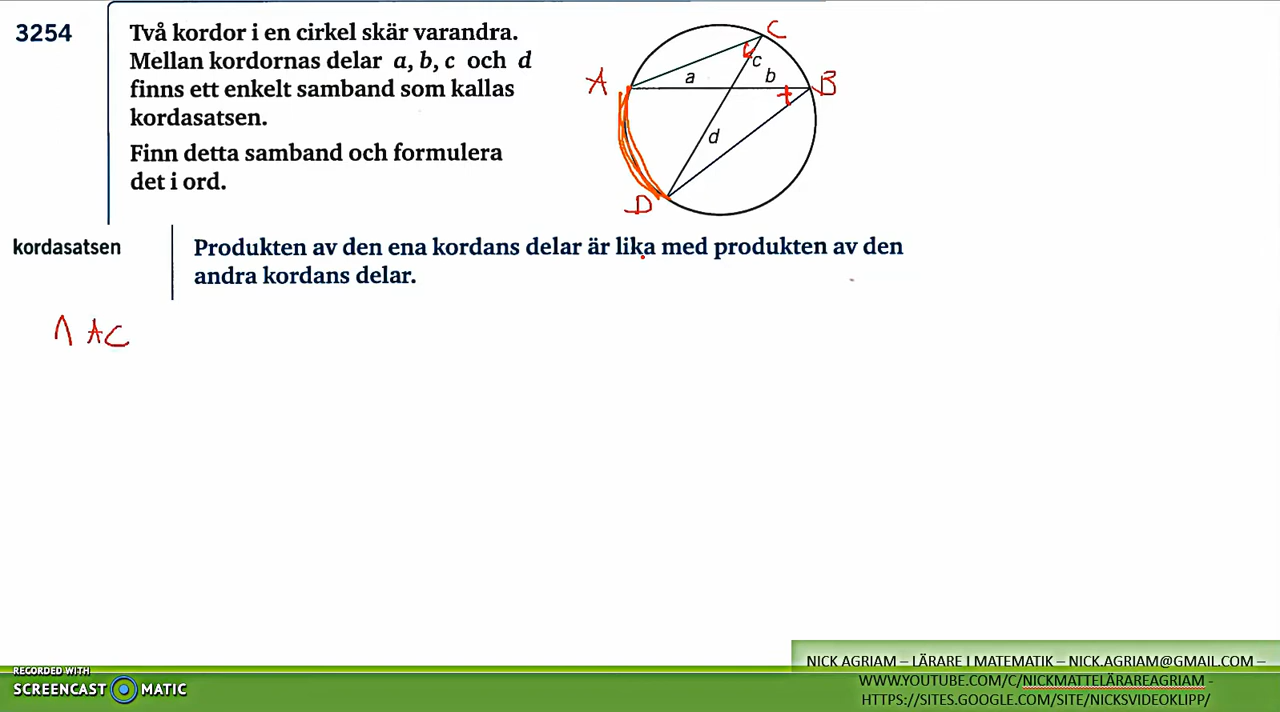 3254
Två kordor i en cirkel skär varandra.
Mellan kordornas delar a, b, c och d
finns ett enkelt samband som kallas
kordasatsen.
Finn detta samband och formulera
det i ord.
C
c
a
b
A
B
d
D
kordasatsen
Produkten av den ena kordans delar är lika med produkten av den
andra kordans delar.
∧ AC
RECORDED WITH
SCREENCAST MATIC
NICK AGRIAM – LÄRARE I MATEMATIK – NICK.AGRIAM@GMAIL.COM –
WWW.YOUTUBE.COM/C/NICKMATTELÄRAREAGRIAM -
HTTPS://SITES.GOOGLE.COM/SITE/NICKSVIDEOKLIPP/